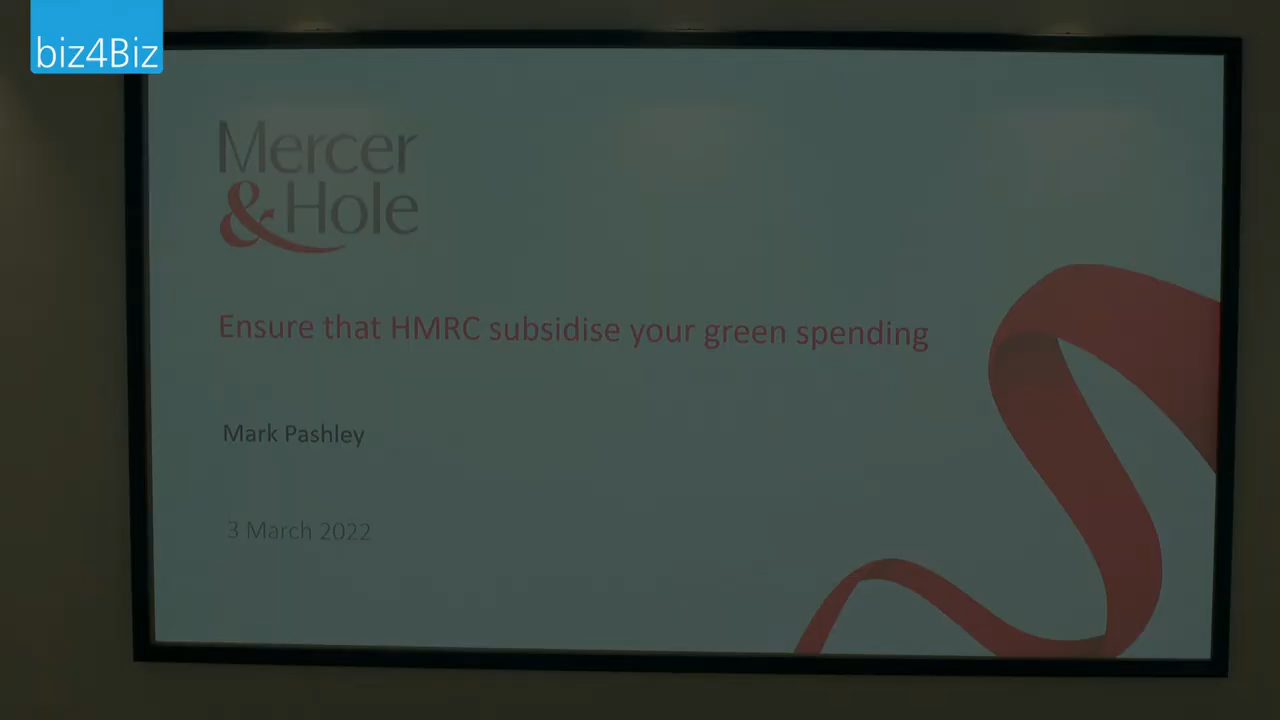 biz4Biz
Mercer
& Hole
Ensure that HMRC subsidise your green spending
Mark Pashley
3 March 2022